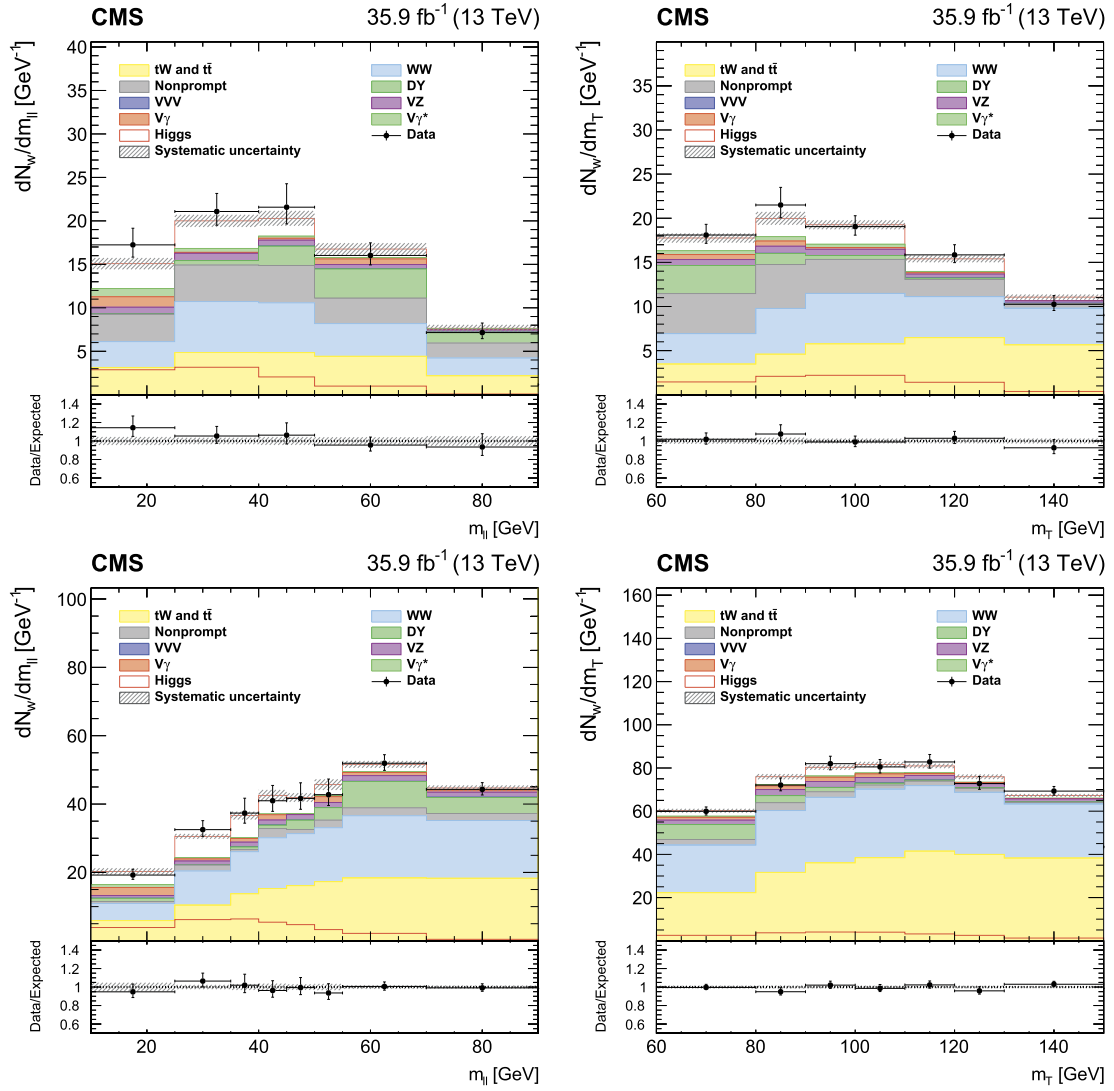 CMS 35.9 fb⁻¹ (13 TeV)
dN_w/dm_ll [GeV⁻¹]
40
35
30
25
20
15
10
5
tW and tt̄
Nonprompt
VVV
Vγ
Higgs
Systematic uncertainty
WW
DY
VZ
Vγ*
Data
Data/Expected
1.4
1.2
1
0.8
0.6
20 40 60 80
m_ll [GeV]
CMS 35.9 fb⁻¹ (13 TeV)
dN_w/dm_T [GeV⁻¹]
35
30
25
20
15
10
5
tW and tt̄
Nonprompt
VVV
Vγ
Higgs
Systematic uncertainty
WW
DY
VZ
Vγ*
Data
Data/Expected
1.4
1.2
1
0.8
0.6
60 80 100 120 140
m_T [GeV]
CMS 35.9 fb⁻¹ (13 TeV)
dN_w/dm_ll [GeV⁻¹]
100
80
60
40
20
tW and tt̄
Nonprompt
VVV
Vγ
Higgs
Systematic uncertainty
WW
DY
VZ
Vγ*
Data
Data/Expected
1.4
1.2
1
0.8
0.6
20 40 60 80
m_ll [GeV]
CMS 35.9 fb⁻¹ (13 TeV)
dN_w/dm_T [GeV⁻¹]
160
140
120
100
80
60
40
20
tW and tt̄
Nonprompt
VVV
Vγ
Higgs
Systematic uncertainty
WW
DY
VZ
Vγ*
Data
Data/Expected
1.4
1.2
1
0.8
0.6
60 80 100 120 140
m_T [GeV]